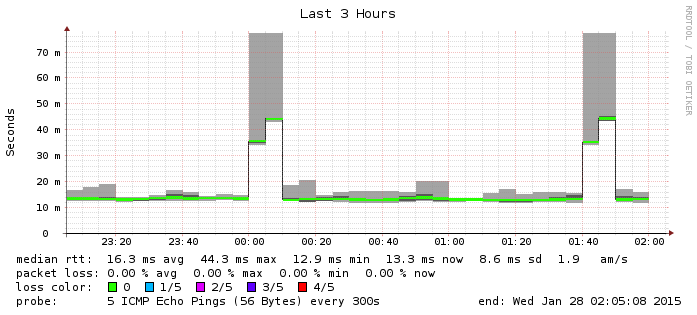 Last 3 Hours
RRDTOOL / TOBI OETIKER
Seconds
70 m
60 m
50 m
40 m
30 m
20 m
10 m
0
23:20 23:40 00:00 00:20 00:40 01:00 01:20 01:40 02:00
median rtt: 16.3 ms avg 44.3 ms max 12.9 ms min 13.3 ms now 8.6 ms sd 1.9 am/s
packet loss: 0.00 % avg 0.00 % max 0.00 % min 0.00 % now
loss color: 0 1/5 2/5 3/5 4/5
probe: 5 ICMP Echo Pings (56 Bytes) every 300s end: Wed Jan 28 02:05:08 2015